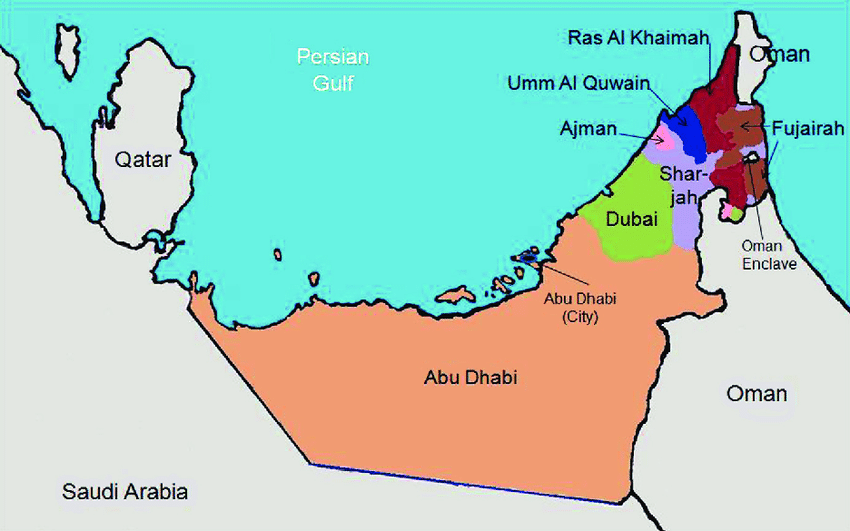 Persian
Gulf
Ras Al Khaimah
Oman
Umm Al Quwain
Ajman
Fujairah
Qatar
Shar-
jah
Dubai
Oman
Enclave
Abu Dhabi
(City)
Abu Dhabi
Oman
Saudi Arabia